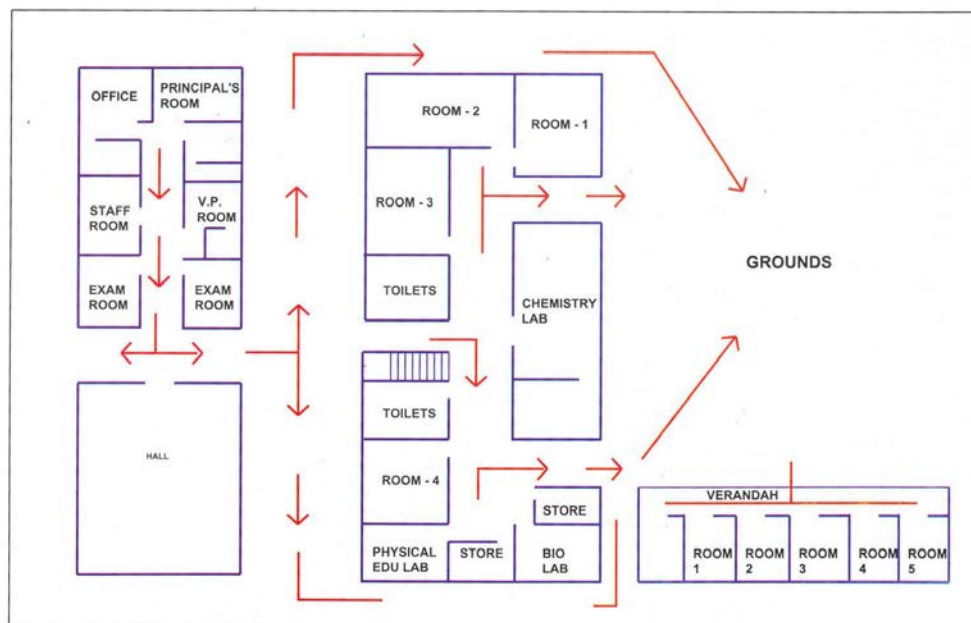 OFFICE
PRINCIPAL'S
ROOM
STAFF
ROOM
V.P.
ROOM
EXAM
ROOM
EXAM
ROOM
HALL
ROOM - 2
ROOM - 1
ROOM - 3
TOILETS
CHEMISTRY
LAB
TOILETS
ROOM - 4
PHYSICAL
EDU LAB
STORE
STORE
BIO
LAB
GROUNDS
VERANDAH
ROOM
1
ROOM
2
ROOM
3
ROOM
4
ROOM
5